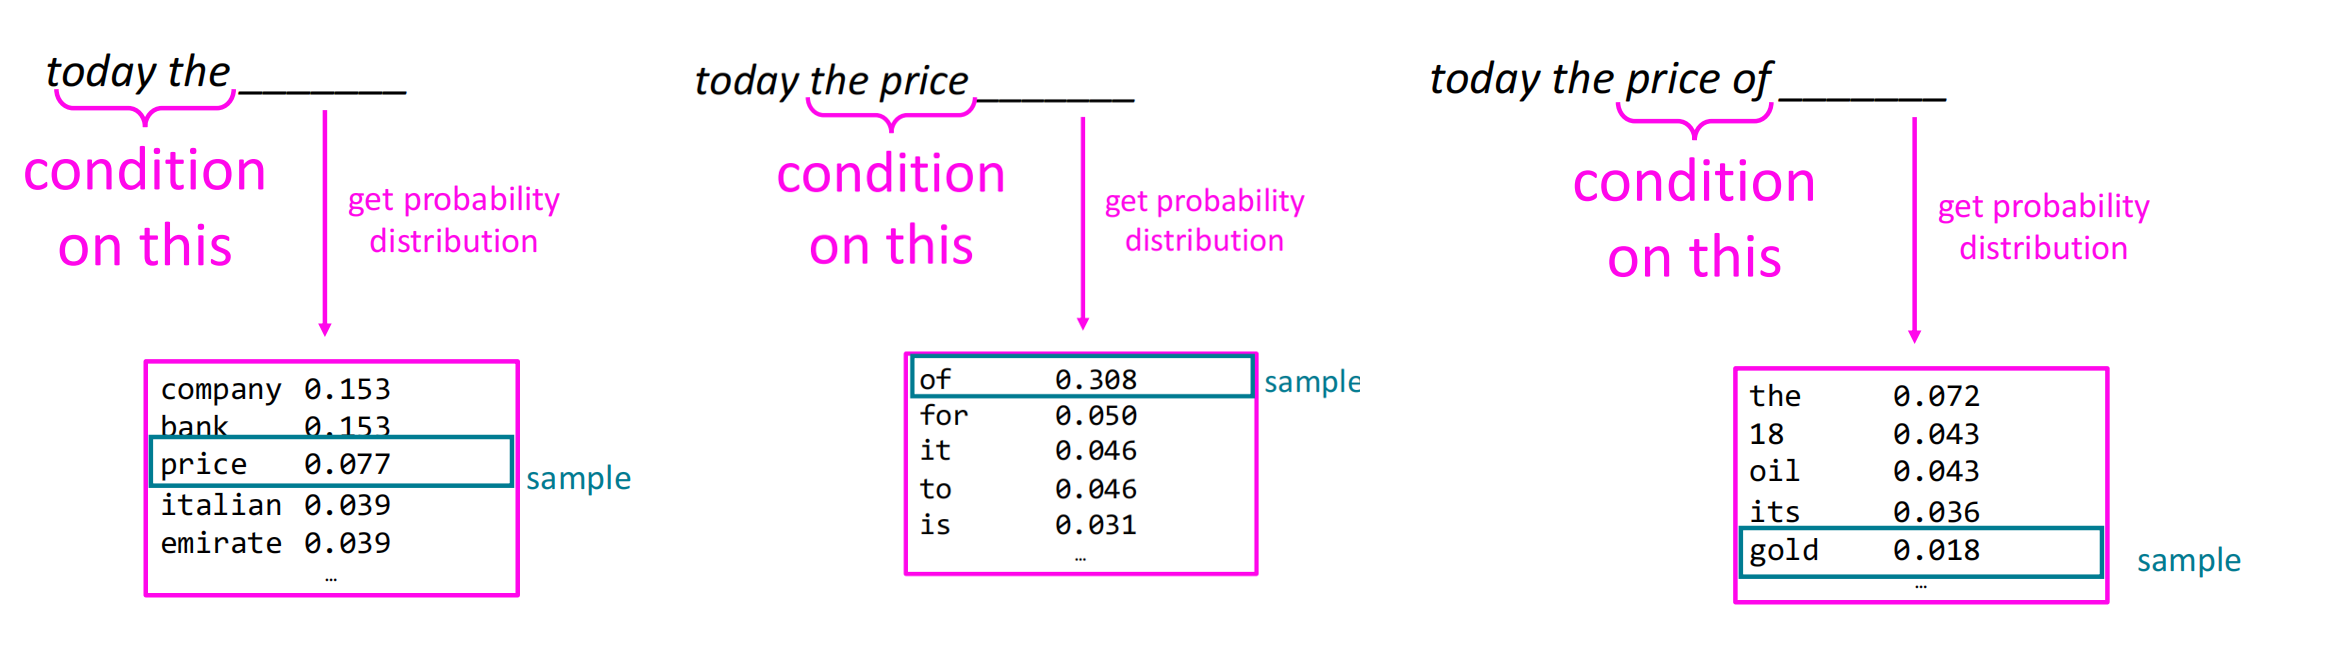 today the _______
condition
on this
get probability
distribution
company 0.153
bank 0.153
price 0.077
italian 0.039
emirate 0.039
…
sample
today the price _______
condition
on this
get probability
distribution
of 0.308
for 0.050
it 0.046
to 0.046
is 0.031
…
sample
today the price of _______
condition
on this
get probability
distribution
the 0.072
18 0.043
oil 0.043
its 0.036
gold 0.018
…
sample